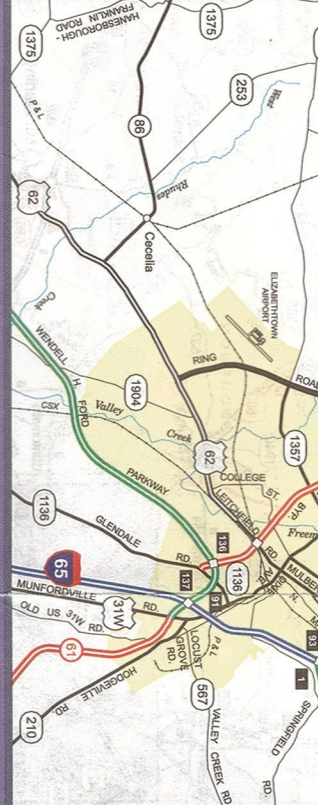 HANESBOROUGH -
FRANKLIN ROAD
1375
1375
P & L
253
West
86
Rhudes
62
Cecelia
Creek
ELIZABETHTOWN
AIRPORT
WENDELL H FORD
PARKWAY
RING
ROAD
1904
CSX
Valley
Creek
1357
62
COLLEGE
ST.
BYP.
LEITCHFIELD
RD.
Freem
1136
GLENDALE
RD.
136
137
1136
91
MULBE
93
65
MUNFORDVILLE
RD.
OLD US 31W RD.
31W
61
P & L
LOCUST
GROVE
RD.
1
HODGEVILLE
RD.
210
567
VALLEY CREEK RD.
SPRINGFIELD
RD.